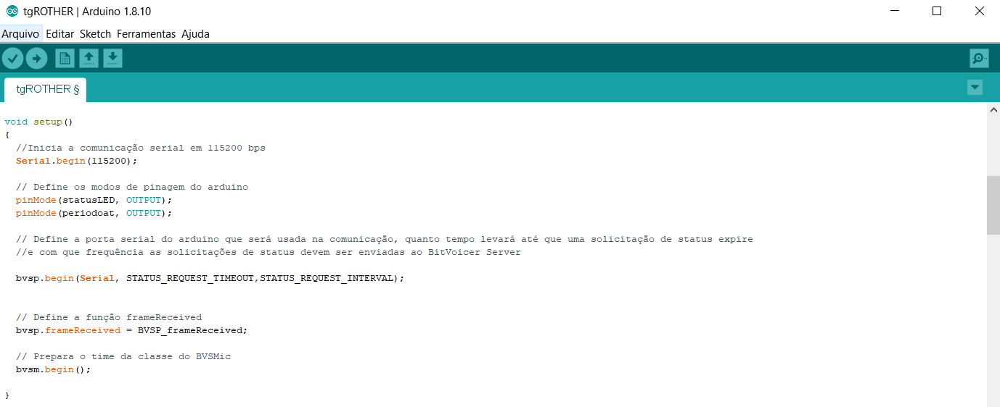 tgROTHER | Arduino 1.8.10
Arquivo Editar Sketch Ferramentas Ajuda
tgROTHER §
void setup()
{
  //Inicia a comunicação serial em 115200 bps
  Serial.begin(115200);
  // Define os modos de pinagem do arduino
  pinMode(statusLED, OUTPUT);
  pinMode(periodoat, OUTPUT);
  // Define a porta serial do arduino que será usada na comunicação, quanto tempo levará até que uma solicitação de status expire
  //e com que frequência as solicitações de status devem ser enviadas ao BitVoicer Server
  bvsp.begin(Serial, STATUS_REQUEST_TIMEOUT,STATUS_REQUEST_INTERVAL);
  // Define a função frameReceived
  bvsp.frameReceived = BVSP_frameReceived;
  // Prepara o time da classe do BVSMic
  bvsm.begin();
}